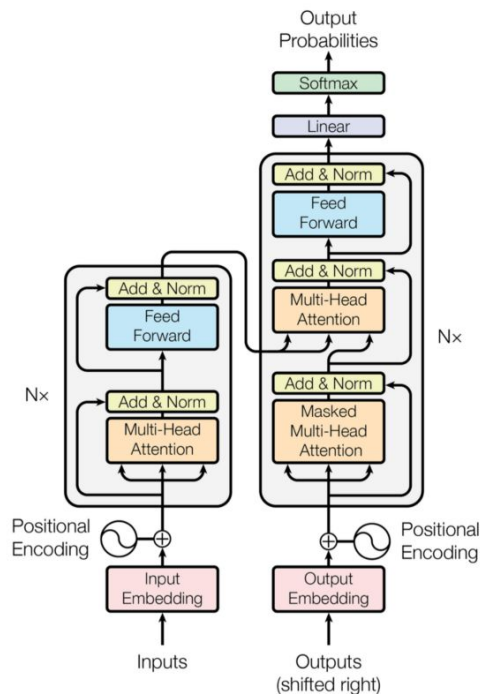 Output
Probabilities
Softmax
Linear
Add & Norm
Feed
Forward
Add & Norm
Multi-Head
Attention
Add & Norm
Masked
Multi-Head
Attention
N×
Add & Norm
Feed
Forward
Add & Norm
Multi-Head
Attention
N×
Positional
Encoding
Positional
Encoding
Input
Embedding
Output
Embedding
Inputs
Outputs
(shifted right)